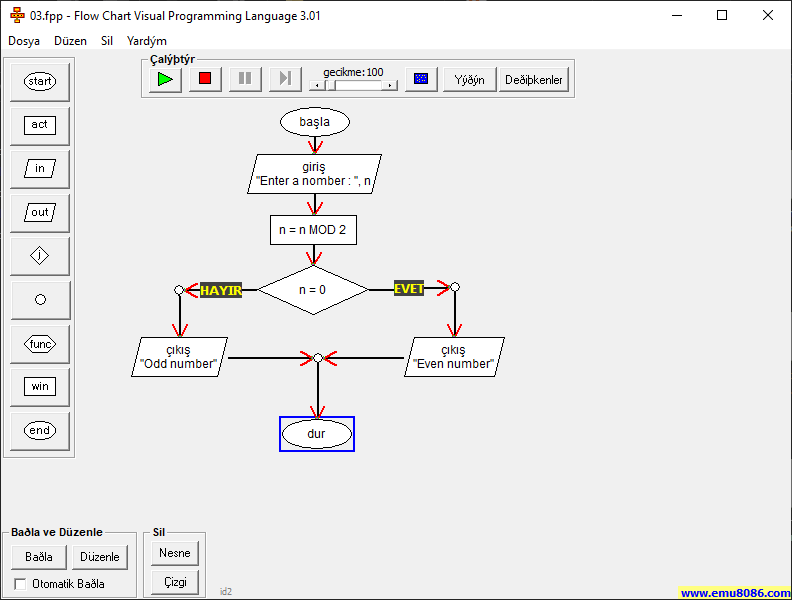 03.fpp - Flow Chart Visual Programming Language 3.01
Dosya Düzen Sil Yardým
Çalýþtýr
gecikme:100
Yýðýn
Deðiþkenler
start
act
in
out
j
func
win
end
başla
giriş
"Enter a nomber : ", n
n = n MOD 2
n = 0
HAYIR
EVET
çıkış
"Odd number"
çıkış
"Even number"
dur
Baðla ve Düzenle
Baðla
Düzenle
Otomatik Baðla
Sil
Nesne
Çizgi
id2
www.emu8086.com